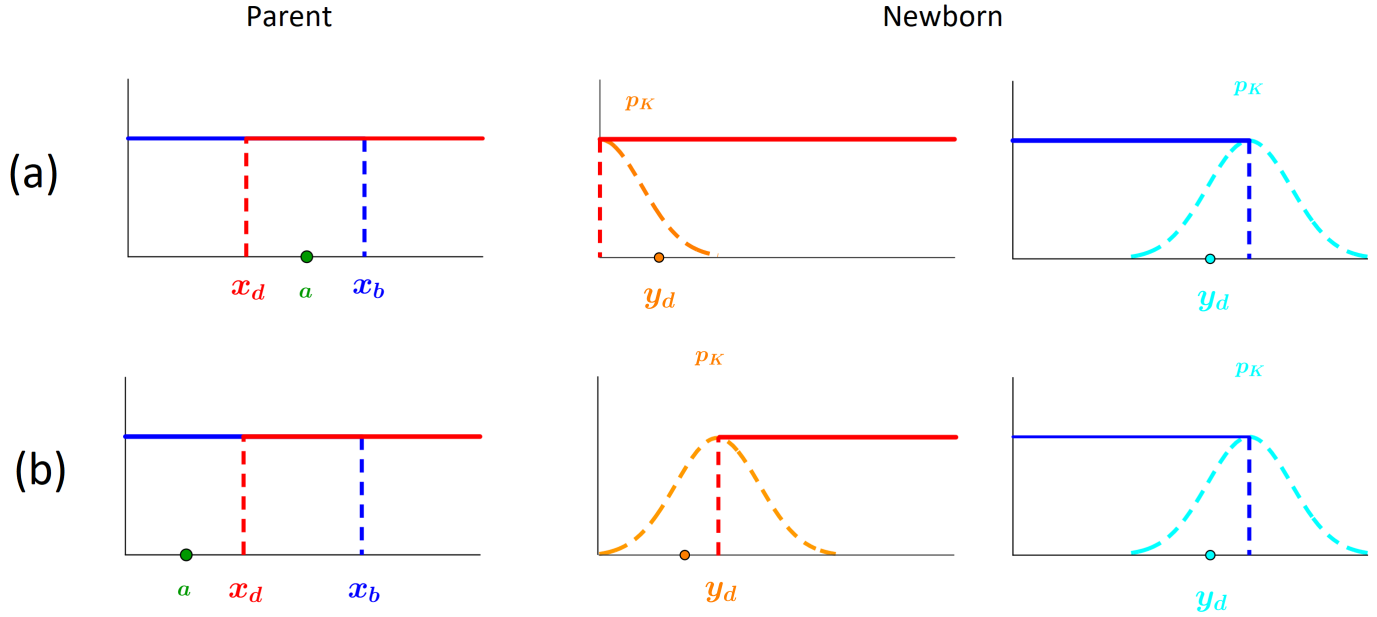 Parent Newborn
(a)
p_K p_K
x_d a x_b y_d y_d
(b)
p_K p_K
a x_d x_b y_d y_d